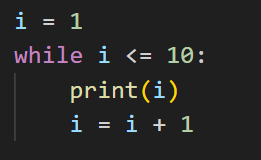 i = 1
while i <= 10:
    print(i)
    i = i + 1